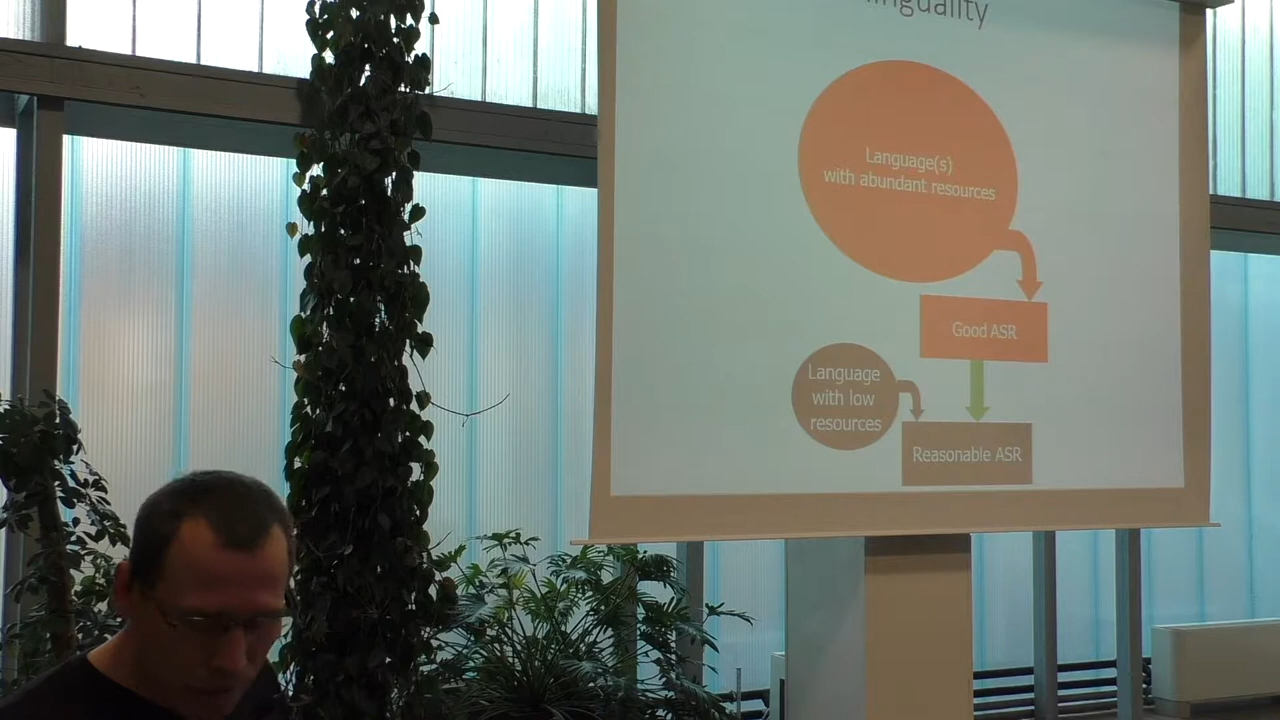 linguality
Language(s)
with abundant resources
Good ASR
Language
with low
resources
Reasonable ASR